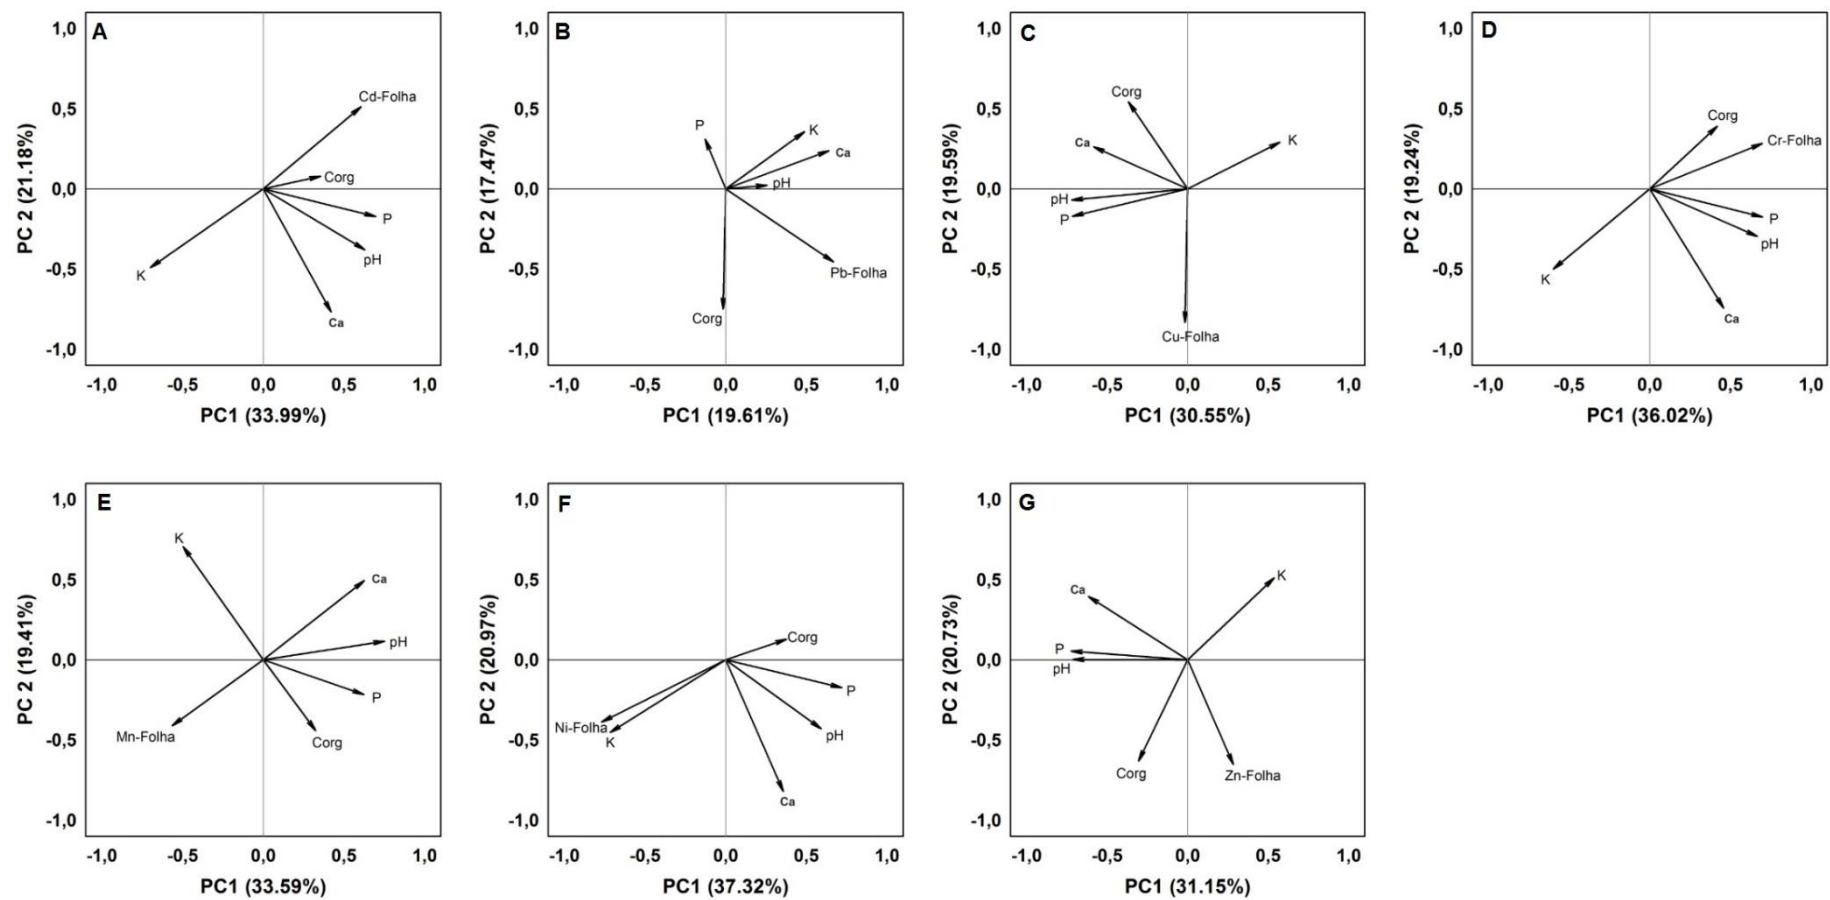 A
1,0
0,5
0,0
-0,5
-1,0
PC 2 (21.18%)
Cd-Folha
Corg
P
pH
K
Ca
-1,0 -0,5 0,0 0,5 1,0
PC1 (33.99%)
B
1,0
0,5
0,0
-0,5
-1,0
PC 2 (17.47%)
P
K
Ca
pH
Pb-Folha
Corg
-1,0 -0,5 0,0 0,5 1,0
PC1 (19.61%)
C
1,0
0,5
0,0
-0,5
-1,0
PC 2 (19.59%)
Corg
Ca
K
pH
P
Cu-Folha
-1,0 -0,5 0,0 0,5 1,0
PC1 (30.55%)
D
1,0
0,5
0,0
-0,5
-1,0
PC 2 (19.24%)
Corg
Cr-Folha
P
pH
K
Ca
-1,0 -0,5 0,0 0,5 1,0
PC1 (36.02%)
E
1,0
0,5
0,0
-0,5
-1,0
PC 2 (19.41%)
K
Ca
pH
P
Mn-Folha
Corg
-1,0 -0,5 0,0 0,5 1,0
PC1 (33.59%)
F
1,0
0,5
0,0
-0,5
-1,0
PC 2 (20.97%)
Corg
P
Ni-Folha
pH
K
Ca
-1,0 -0,5 0,0 0,5 1,0
PC1 (37.32%)
G
1,0
0,5
0,0
-0,5
-1,0
PC 2 (20.73%)
K
Ca
P
pH
Corg
Zn-Folha
-1,0 -0,5 0,0 0,5 1,0
PC1 (31.15%)